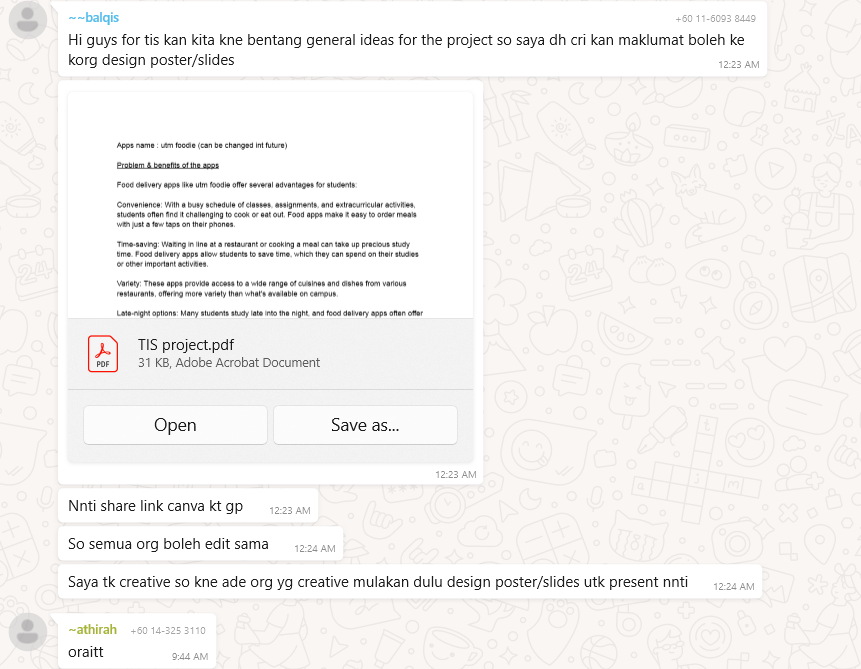 ~~balqis
+60 11-6093 8449
Hi guys for tis kan kita kne bentang general ideas for the project so saya dh cri kan maklumat boleh ke
korg design poster/slides
12:23 AM
Apps name : utm foodie (can be changed int future)
Problem & benefits of the apps
Food delivery apps like utm foodie offer several advantages for students:
Convenience: With a busy schedule of classes, assignments, and extracurricular activities,
students often find it challenging to cook or eat out. Food apps make it easy to order meals
with just a few taps on their phones.
Time-saving: Waiting in line at a restaurant or cooking a meal can take up precious study
time. Food delivery apps allow students to save time, which they can spend on their studies
or other important activities.
Variety: These apps provide access to a wide range of cuisines and dishes from various
restaurants, offering more variety than what's available on campus.
Late-night options: Many students study late into the night, and food delivery apps often offer
PDF
TIS project.pdf
31 KB, Adobe Acrobat Document
Open
Save as...
12:23 AM
Nnti share link canva kt gp
12:23 AM
So semua org boleh edit sama
12:24 AM
Saya tk creative so kne ade org yg creative mulakan dulu design poster/slides utk present nnti
12:24 AM
~athirah
+60 14-325 3110
oraitt
9:44 AM